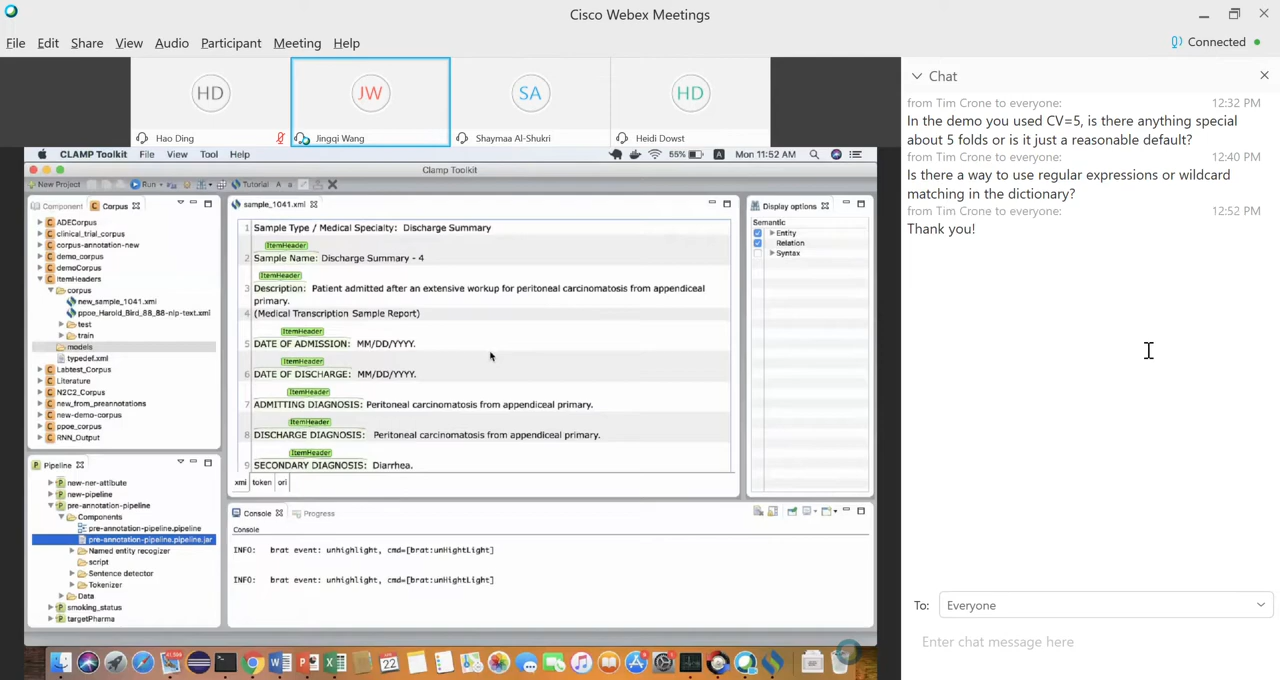 Cisco Webex Meetings
File Edit Share View Audio Participant Meeting Help
Connected
HD
JW
SA
HD
Hao Ding
Jingqi Wang
Shaymaa Al-Shukri
Heidi Dowst
CLAMP Toolkit File View Tool Help
55% A Mon 11:52 AM
Clamp Toolkit
New Project Run Tutorial A a
Component Corpus
ADECorpus
clinical_trial_corpus
corpus-annotation-new
demo_corpus
demoCorpus
itemHeaders
corpus
new_sample_1041.xmi
ppoe_Harold_Bird_88_88-nlp-text.xmi
test
train
models
typedef.xml
Labtest_Corpus
Literature
N2C2_Corpus
new_from_preannotations
new-demo-corpus
ppoe_corpus
RNN_Output
Pipeline
new-ner-attibute
new-pipeline
pre-annotation-pipeline
Components
pre-annotation-pipeline.pipeline
pre-annotation-pipeline.pipeline.jar
Named entity recogizer
script
Sentence detector
Tokenizer
Data
smoking_status
targetPharma
sample_1041.xmi
1 Sample Type / Medical Specialty: Discharge Summary
ItemHeader
2 Sample Name: Discharge Summary - 4
ItemHeader
3 Description: Patient admitted after an extensive workup for peritoneal carcinomatosis from appendiceal
primary.
4 (Medical Transcription Sample Report)
ItemHeader
5 DATE OF ADMISSION: MM/DD/YYYY.
ItemHeader
6 DATE OF DISCHARGE: MM/DD/YYYY.
ItemHeader
7 ADMITTING DIAGNOSIS: Peritoneal carcinomatosis from appendiceal primary.
ItemHeader
8 DISCHARGE DIAGNOSIS: Peritoneal carcinomatosis from appendiceal primary.
ItemHeader
9 SECONDARY DIAGNOSIS: Diarrhea.
xmi token ori
Display options
Semantic
Entity
Relation
Syntax
Console Progress
Console
INFO: brat event: unhighlight, cmd=[brat:unHightLight]
INFO: brat event: unhighlight, cmd=[brat:unHightLight]
Chat
from Tim Crone to everyone: 12:32 PM
In the demo you used CV=5, is there anything special
about 5 folds or is it just a reasonable default?
from Tim Crone to everyone: 12:40 PM
Is there a way to use regular expressions or wildcard
matching in the dictionary?
from Tim Crone to everyone: 12:52 PM
Thank you!
To: Everyone
Enter chat message here